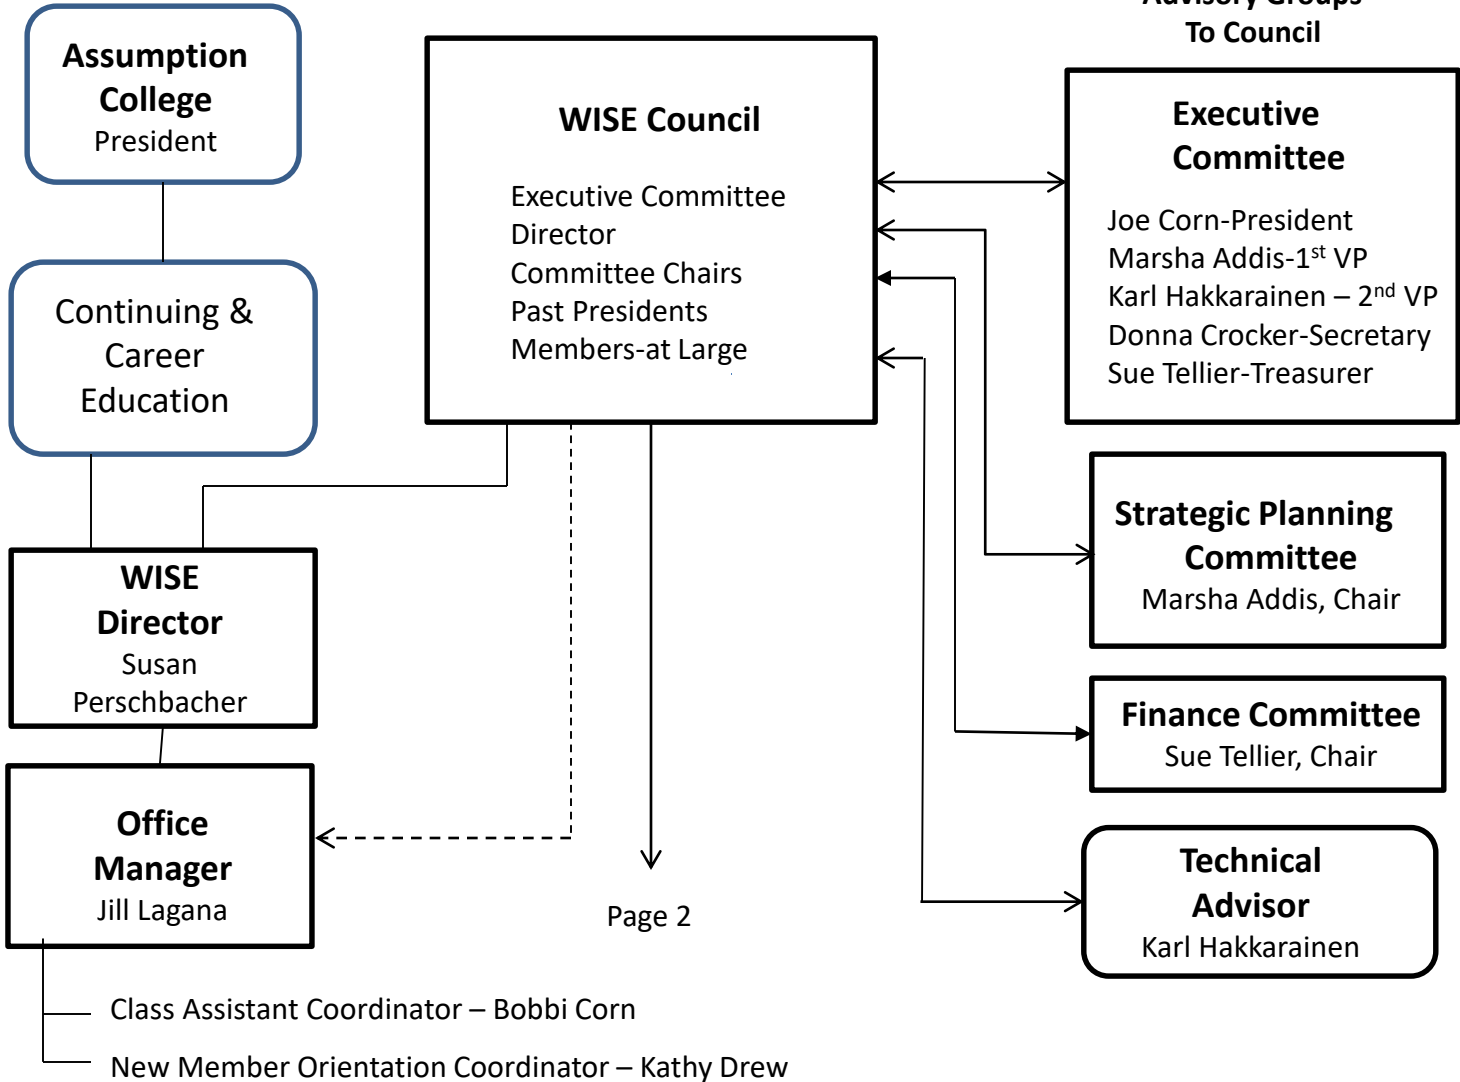 Assumption
College
President
Continuing &
Career
Education
WISE
Director
Susan
Perschbacher
Office
Manager
Jill Lagana
Class Assistant Coordinator – Bobbi Corn
New Member Orientation Coordinator – Kathy Drew
WISE Council
Executive Committee
Director
Committee Chairs
Past Presidents
Members-at Large
Page 2
Advisory Groups
To Council
Executive
Committee
Joe Corn-President
Marsha Addis-1st VP
Karl Hakkarainen – 2nd VP
Donna Crocker-Secretary
Sue Tellier-Treasurer
Strategic Planning
Committee
Marsha Addis, Chair
Finance Committee
Sue Tellier, Chair
Technical
Advisor
Karl Hakkarainen